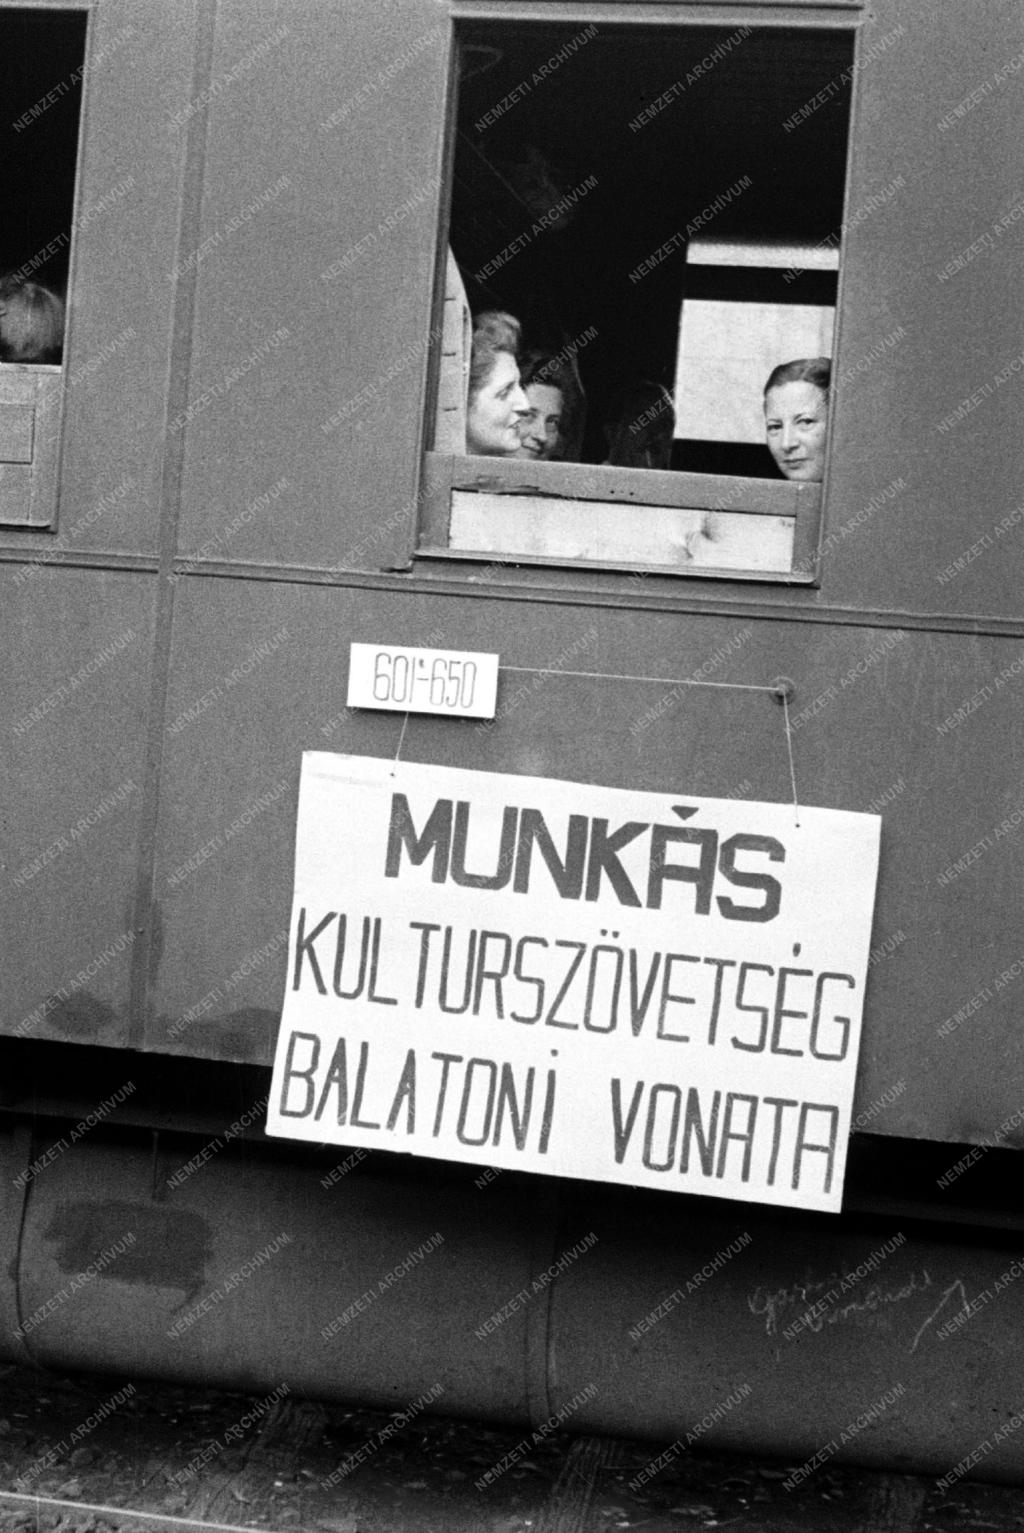 601-650
MUNKÁS
KULTURSZÖVETSÉG
BALATONI VONATA
NEMZETI ARCHÍVUM